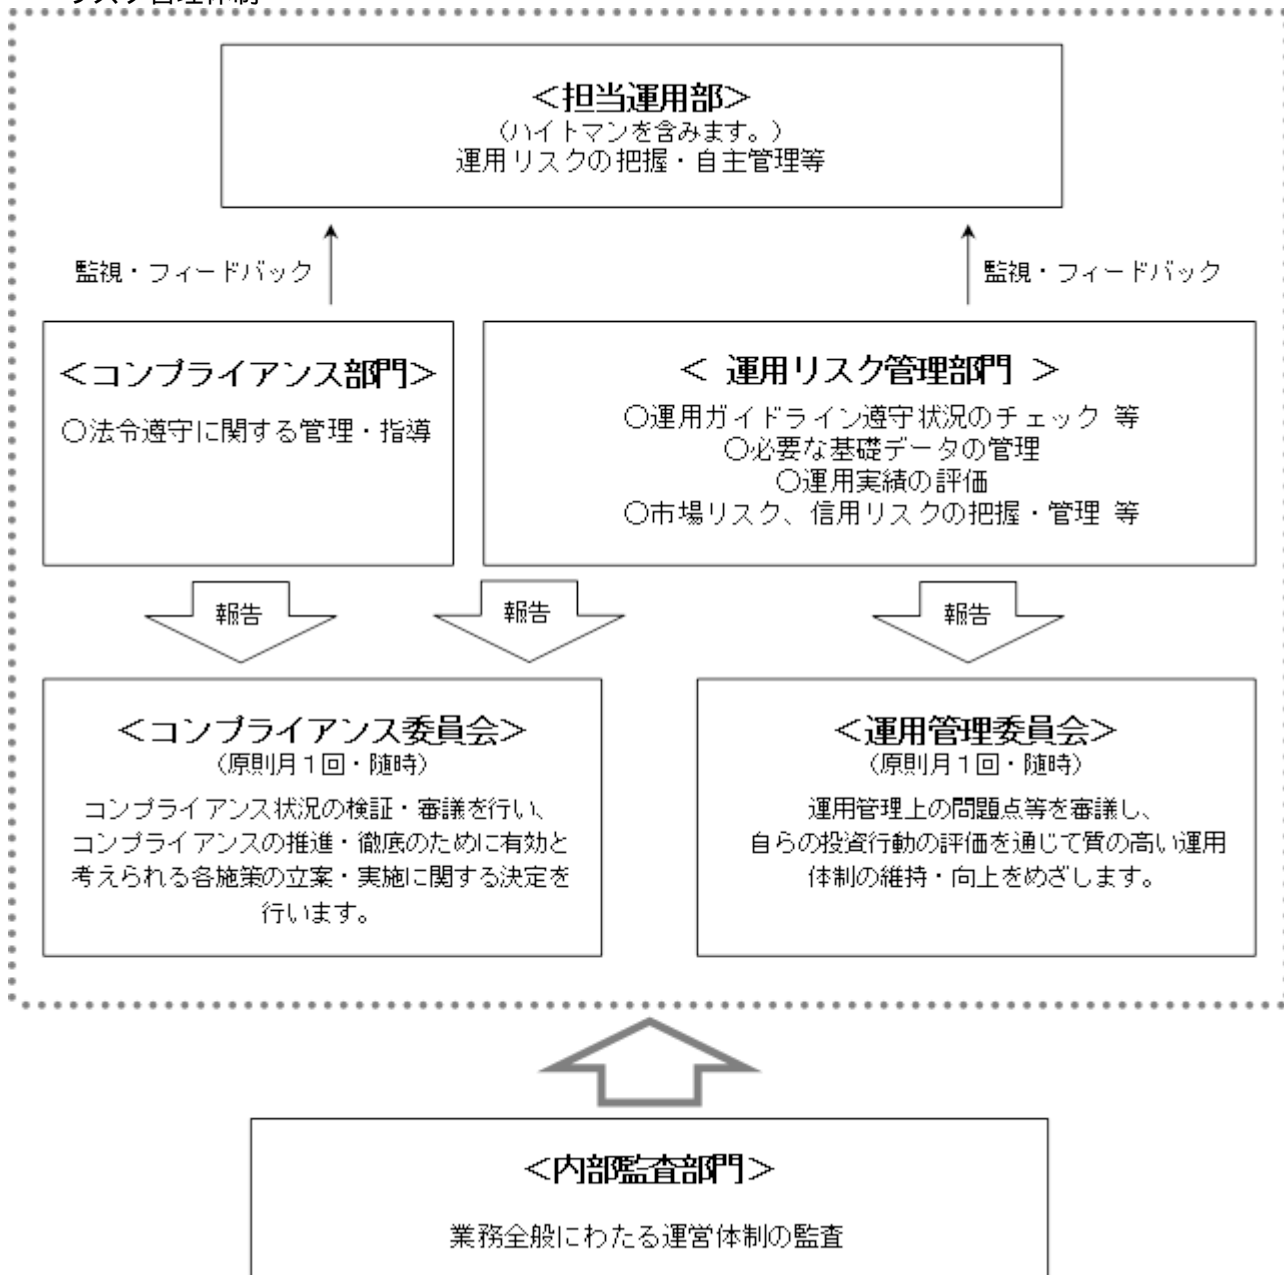 リスク管理体制
＜担当運用部＞
（ハイトマンを含みます。）
運用リスクの把握・自主管理等
監視・フィードバック
監視・フィードバック
＜コンプライアンス部門＞
○法令遵守に関する管理・指導
＜ 運用リスク管理部門 ＞
○運用ガイドライン遵守状況のチェック 等
○必要な基礎データの管理
○運用実績の評価
○市場リスク、信用リスクの把握・管理 等
報告
報告
報告
＜コンプライアンス委員会＞
（原則月１回・随時）
コンプライアンス状況の検証・審議を行い、
コンプライアンスの推進・徹底のために有効と
考えられる各施策の立案・実施に関する決定を
行います。
＜運用管理委員会＞
（原則月１回・随時）
運用管理上の問題点等を審議し、
自らの投資行動の評価を通じて質の高い運用
体制の維持・向上をめざします。
＜内部監査部門＞
業務全般にわたる運営体制の監査